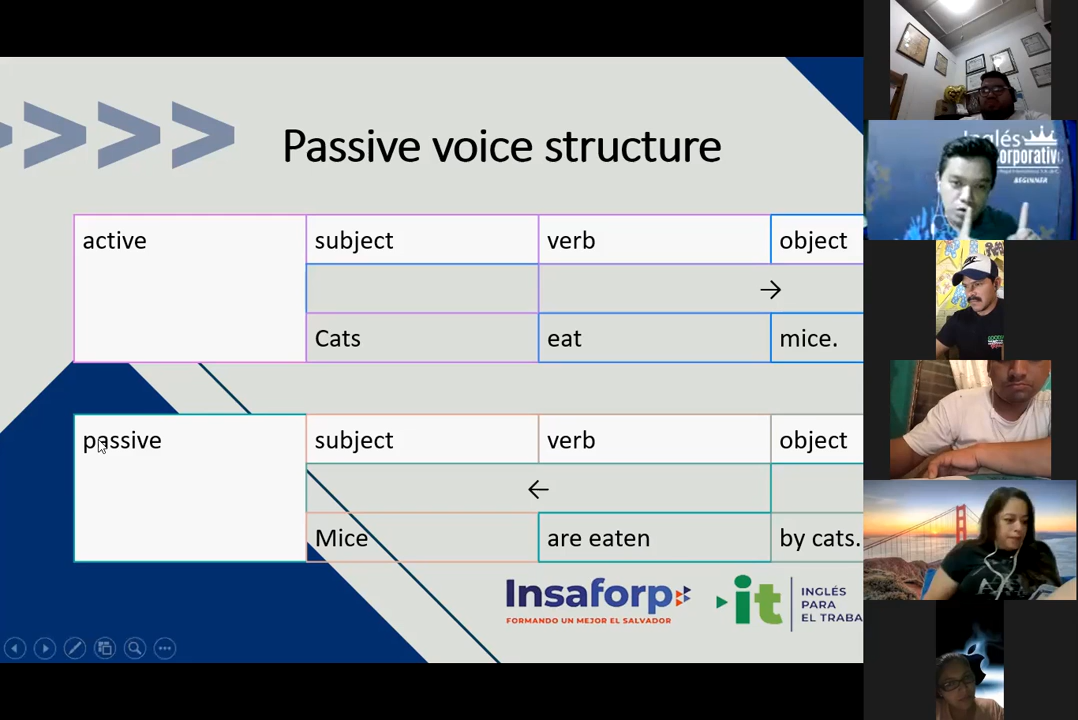 >>>>
Passive voice structure
active subject verb object
→
Cats eat mice.
passive subject verb object
←
Mice are eaten by cats.
Insaforp
FORMANDO UN MEJOR EL SALVADOR
it
INGLÉS
PARA
EL TRABA
Inglés
orporativo
BEGINNER